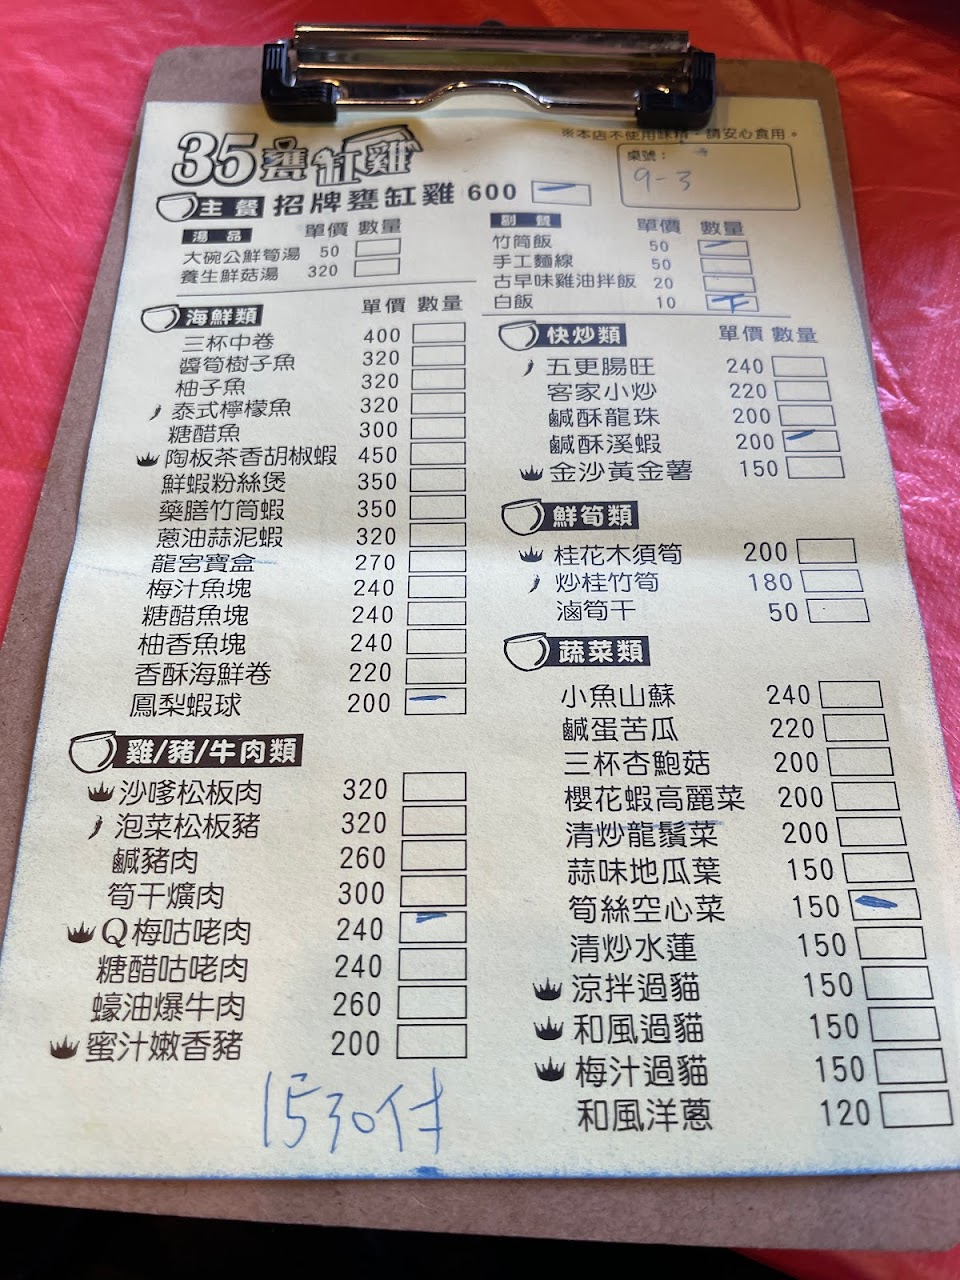 ※本店不使用味精，請安心食用。
35甕缸雞
桌號：
9-3
主餐 招牌甕缸雞 600 一
湯品 單價 數量
大碗公鮮筍湯 50
養生鮮菇湯 320
副餐 單價 數量
竹筒飯 50 一
手工麵線 50
古早味雞油拌飯 20
白飯 10 下
海鮮類 單價 數量
三杯中卷 400
醬筍樹子魚 320
柚子魚 320
泰式檸檬魚 320
糖醋魚 300
陶板茶香胡椒蝦 450
鮮蝦粉絲煲 350
藥膳竹筒蝦 350
蔥油蒜泥蝦 320
龍宮寶盒 270
梅汁魚塊 240
糖醋魚塊 240
柚香魚塊 240
香酥海鮮卷 220
鳳梨蝦球 200 一
雞/豬/牛肉類
沙嗲松板肉 320
泡菜松板豬 320
鹹豬肉 260
筍干爌肉 300
Q梅咕咾肉 240 一
糖醋咕咾肉 240
蠔油爆牛肉 260
蜜汁嫩香豬 200
快炒類 單價 數量
五更腸旺 240
客家小炒 220
鹹酥龍珠 200
鹹酥溪蝦 200 一
金沙黃金薯 150
鮮筍類
桂花木須筍 200
炒桂竹筍 180
滷筍干 50
蔬菜類
小魚山蘇 240
鹹蛋苦瓜 220
三杯杏鮑菇 200
櫻花蝦高麗菜 200
清炒龍鬚菜 200
蒜味地瓜葉 150
筍絲空心菜 150 一
清炒水蓮 150
涼拌過貓 150
和風過貓 150
梅汁過貓 150
和風洋蔥 120
1530付